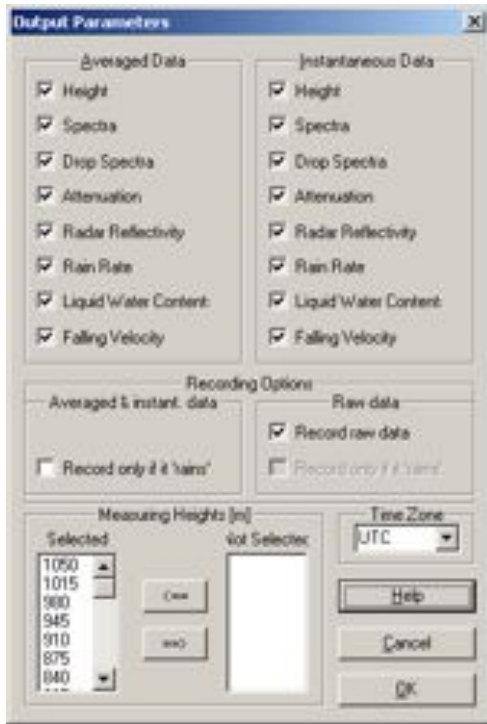 Output Parameters
Averaged Data
Height
Spectra
Drop Spectra
Attenuation
Radar Reflectivity
Rain Rate
Liquid Water Content
Falling Velocity
Instantaneous Data
Height
Spectra
Drop Spectra
Attenuation
Radar Reflectivity
Rain Rate
Liquid Water Content
Falling Velocity
Recording Options
Averaged & instant. data
Record only if it 'rains'
Raw data
Record raw data
Record only if it 'rains'
Measuring Heights [m]
Selected
1050
1015
980
945
910
875
840
<==
==>
Not Selected
Time Zone
UTC
Help
Cancel
OK